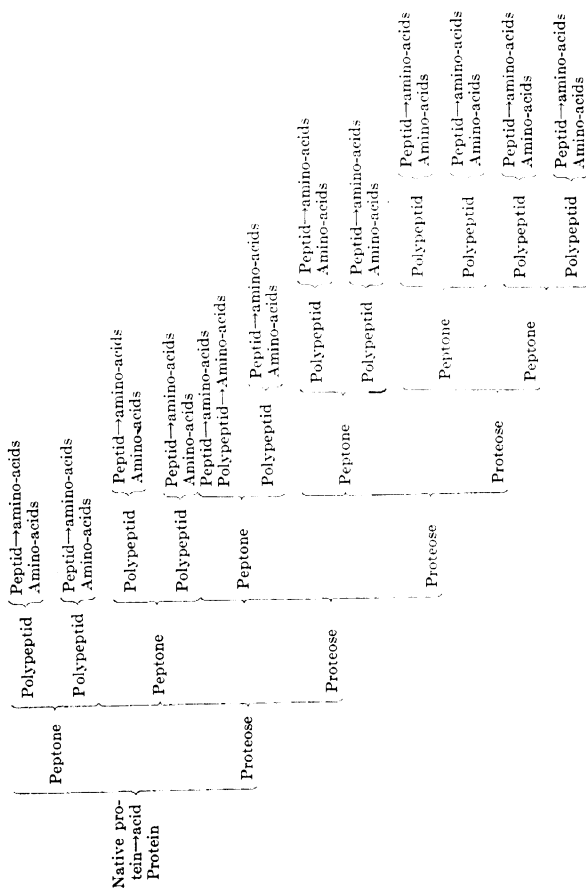 Native pro-
tein→acid
Protein
Peptone
Proteose
Polypeptid
Polypeptid
Peptone
Proteose
Peptid→amino-acids
Amino-acids
Peptid→amino-acids
Amino-acids
Polypeptid
Polypeptid
Peptone
Proteose
Peptid→amino-acids
Amino-acids
Peptid→amino-acids
Amino-acids
Peptid→amino-acids
Polypeptid→Amino-acids
Polypeptid
Peptone
Proteose
Peptid→amino-acids
Amino-acids
Polypeptid
Polypeptid
Peptone
Peptone
Peptid→amino-acids
Amino-acids
Peptid→amino-acids
Amino-acids
Polypeptid
Polypeptid
Polypeptid
Polypeptid
Peptid→amino-acids
Amino-acids
Peptid→amino-acids
Amino-acids
Peptid→amino-acids
Amino-acids
Peptid→amino-acids
Amino-acids